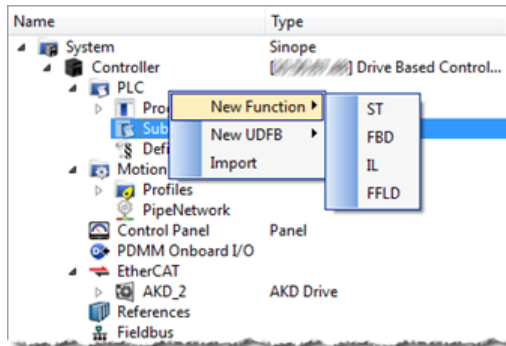 Name Type
System Sinope
Controller [ ] Drive Based Control...
PLC
Pro
New Function
ST
Sub
New UDFB
FBD
Defi
Import
IL
Motion
FFLD
Profiles
PipeNetwork
Control Panel Panel
PDMM Onboard I/O
EtherCAT
AKD_2 AKD Drive
References
Fieldbus